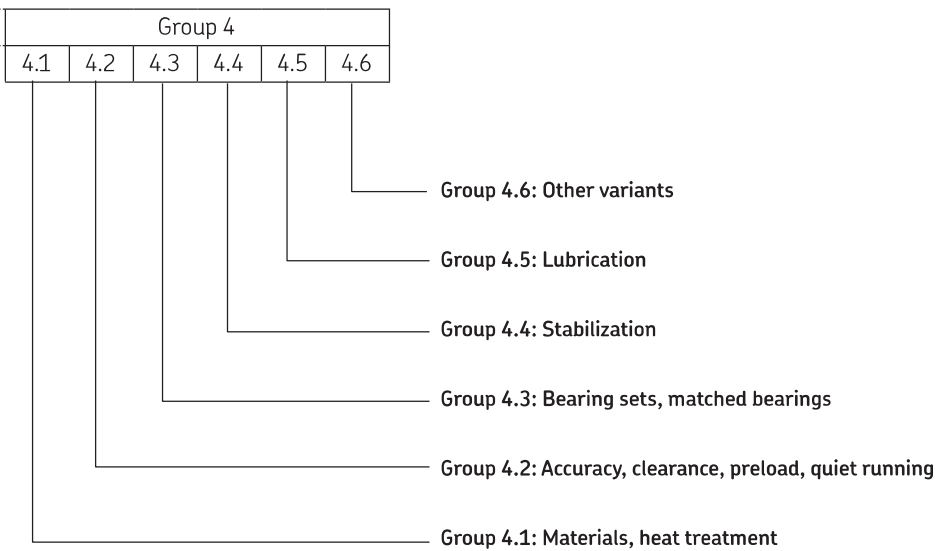 Group 4
4.1 4.2 4.3 4.4 4.5 4.6
Group 4.6: Other variants
Group 4.5: Lubrication
Group 4.4: Stabilization
Group 4.3: Bearing sets, matched bearings
Group 4.2: Accuracy, clearance, preload, quiet running
Group 4.1: Materials, heat treatment